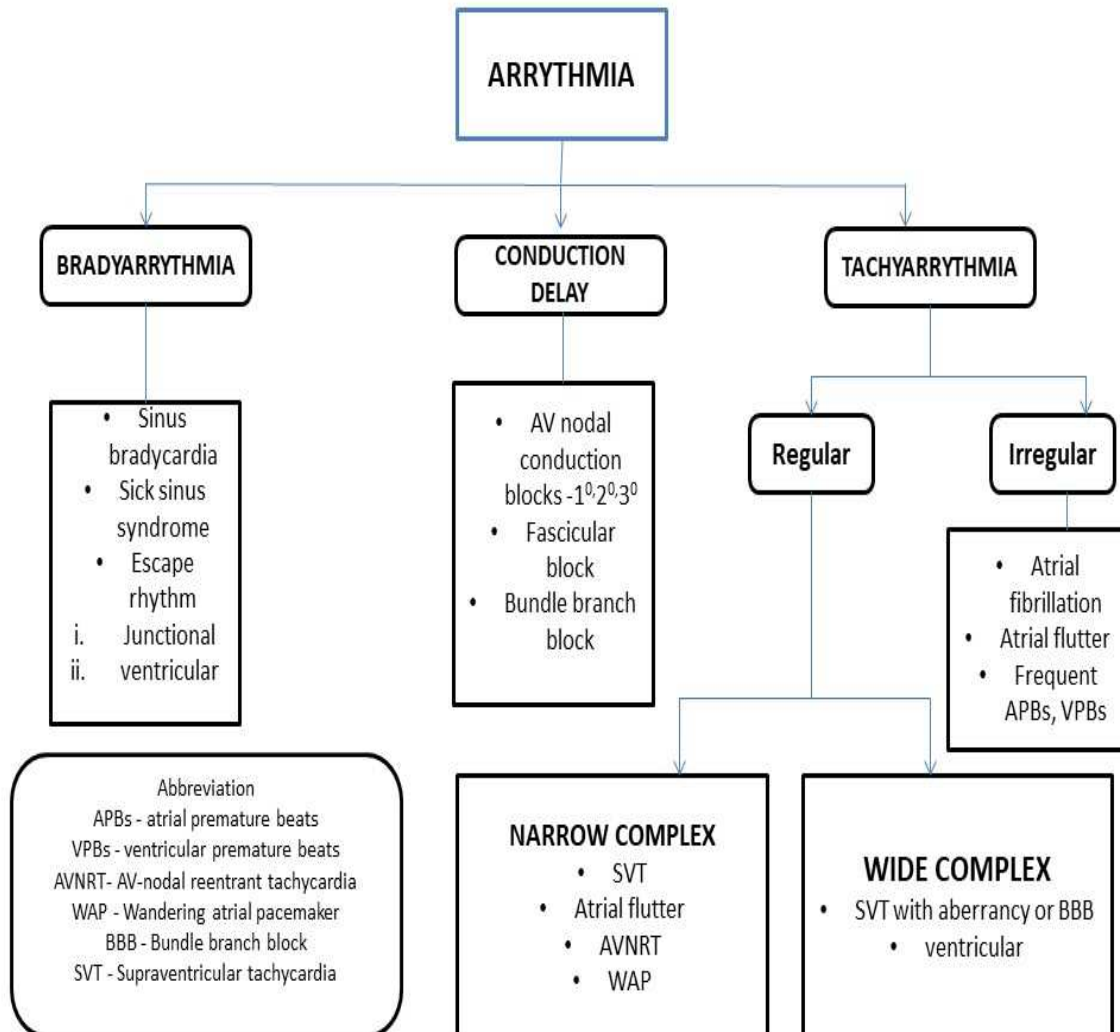 ARRYTHMIA
BRADYARRYTHMIA
CONDUCTION
DELAY
TACHYARRYTHMIA
• Sinus
bradycardia
• Sick sinus
syndrome
• Escape
rhythm
i. Junctional
ii. ventricular
• AV nodal
conduction
blocks -1⁰,2⁰,3⁰
• Fascicular
block
• Bundle branch
block
Regular
Irregular
• Atrial
fibrillation
• Atrial flutter
• Frequent
APBs, VPBs
Abbreviation
APBs - atrial premature beats
VPBs - ventricular premature beats
AVNRT- AV-nodal reentrant tachycardia
WAP - Wandering atrial pacemaker
BBB - Bundle branch block
SVT - Supraventricular tachycardia
NARROW COMPLEX
• SVT
• Atrial flutter
• AVNRT
• WAP
WIDE COMPLEX
• SVT with aberrancy or BBB
• ventricular